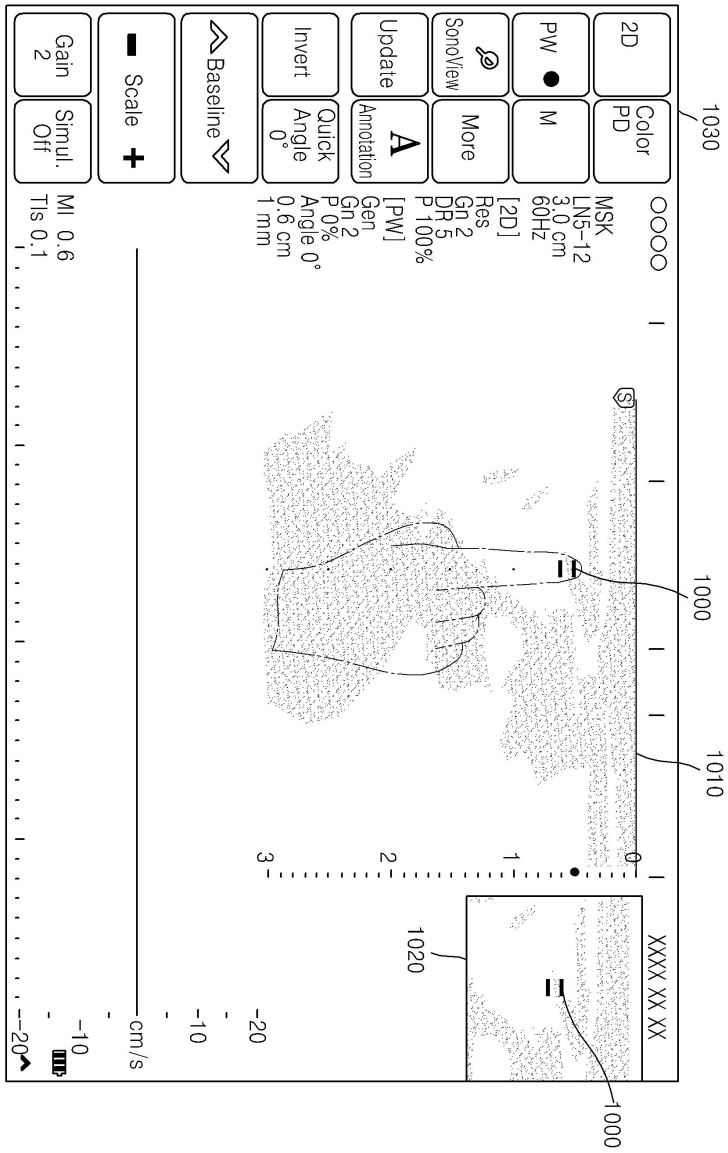 1030
1000
1010
2D
Color
PD
PW ●
M
SonoView
More
Update
A
Annotation
Invert
Quick
Angle
0°
Baseline
− Scale +
Gain
2
Simul.
Off
○○○○
MSK
LN5-12
3.0 cm
60Hz
[2D]
Res
Gn 2
DR 5
P 100%
[PW]
Gen
Gn 2
P 0%
Angle 0°
0.6 cm
1 mm
MI 0.6
TIs 0.1
S
0
1
2
3
XXXX XX XX
1000
1020
20
10
cm/s
-10
-20